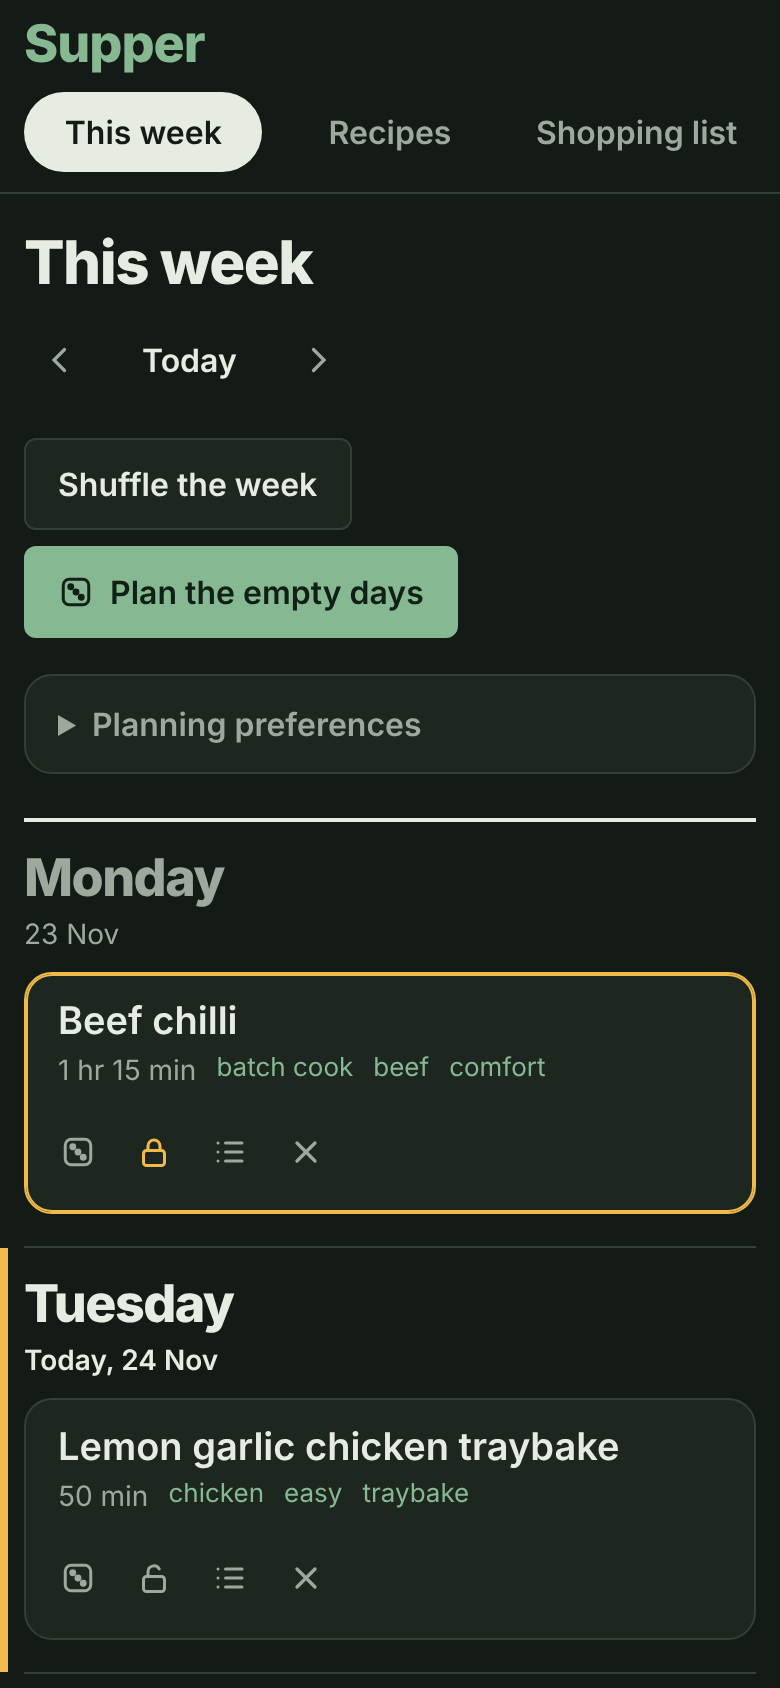 Supper
This week
Recipes
Shopping list
This week
Today
Shuffle the week
Plan the empty days
Planning preferences
Monday
23 Nov
Beef chilli
1 hr 15 min batch cook beef comfort
Tuesday
Today, 24 Nov
Lemon garlic chicken traybake
50 min chicken easy traybake